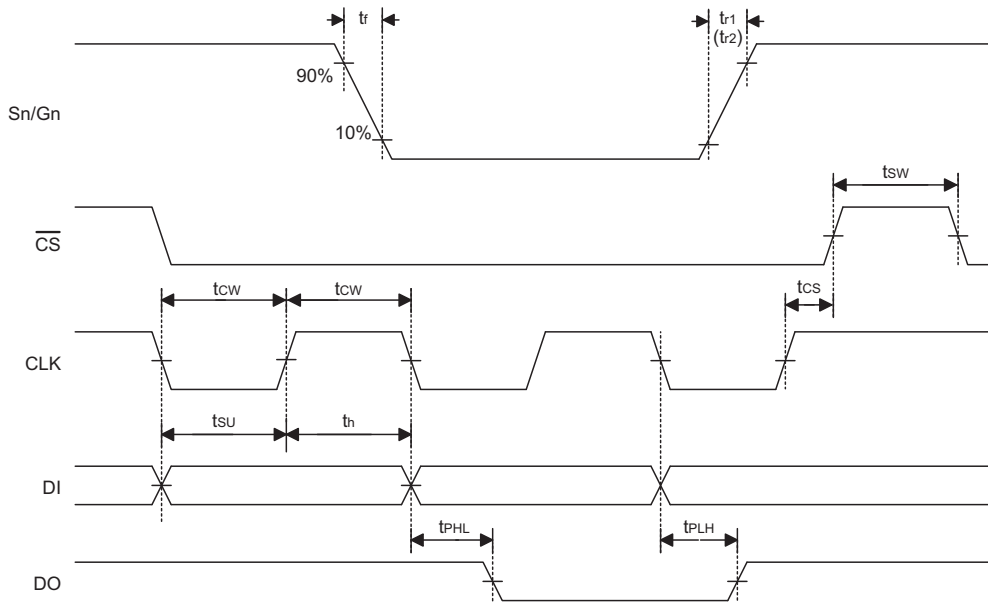 tf
tr1
(tr2)
90%
Sn/Gn
10%
tSW
CS
tCW
tCW
tCS
CLK
tSU
th
DI
tPHL
tPLH
DO